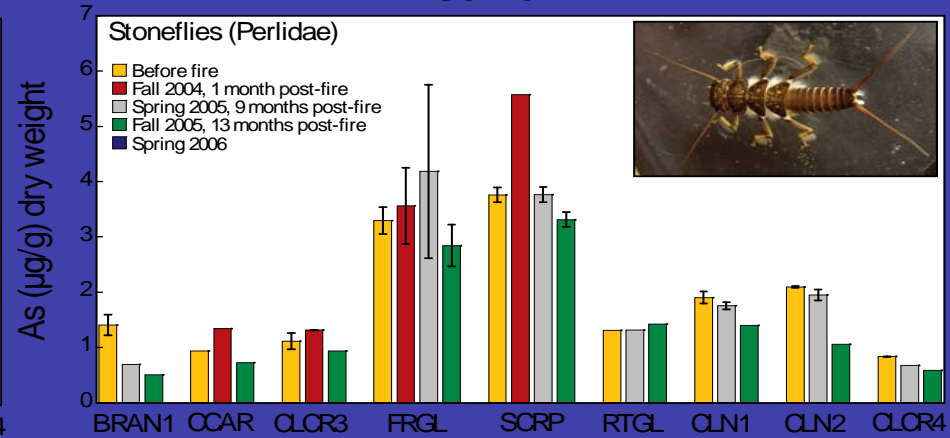 7
Stoneflies (Perlidae)
6
Before fire
Fall 2004, 1 month post-fire
Spring 2005, 9 months post-fire
5
Fall 2005, 13 months post-fire
Spring 2006
4
3
2
1
0
As (µg/g) dry weight
4
BRAN1 CCAR CLCR3 FRGL SCRP RTGL CLN1 CLN2 CLCR4